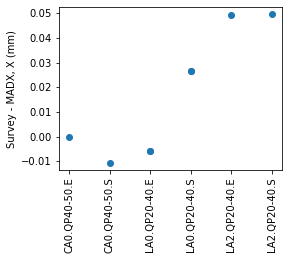 Survey - MADX, X (mm)
0.05
0.04
0.03
0.02
0.01
0.00
−0.01
CA0.QP40-50.E
CA0.QP40-50.S
LA0.QP20-40.E
LA0.QP20-40.S
LA2.QP20-40.E
LA2.QP20-40.S